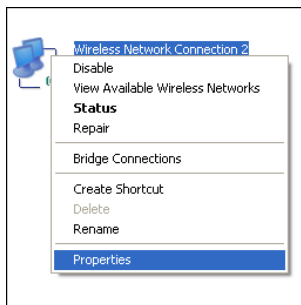 Wireless Network Connection 2
Disable
View Available Wireless Networks
Status
Repair
Bridge Connections
Create Shortcut
Delete
Rename
Properties